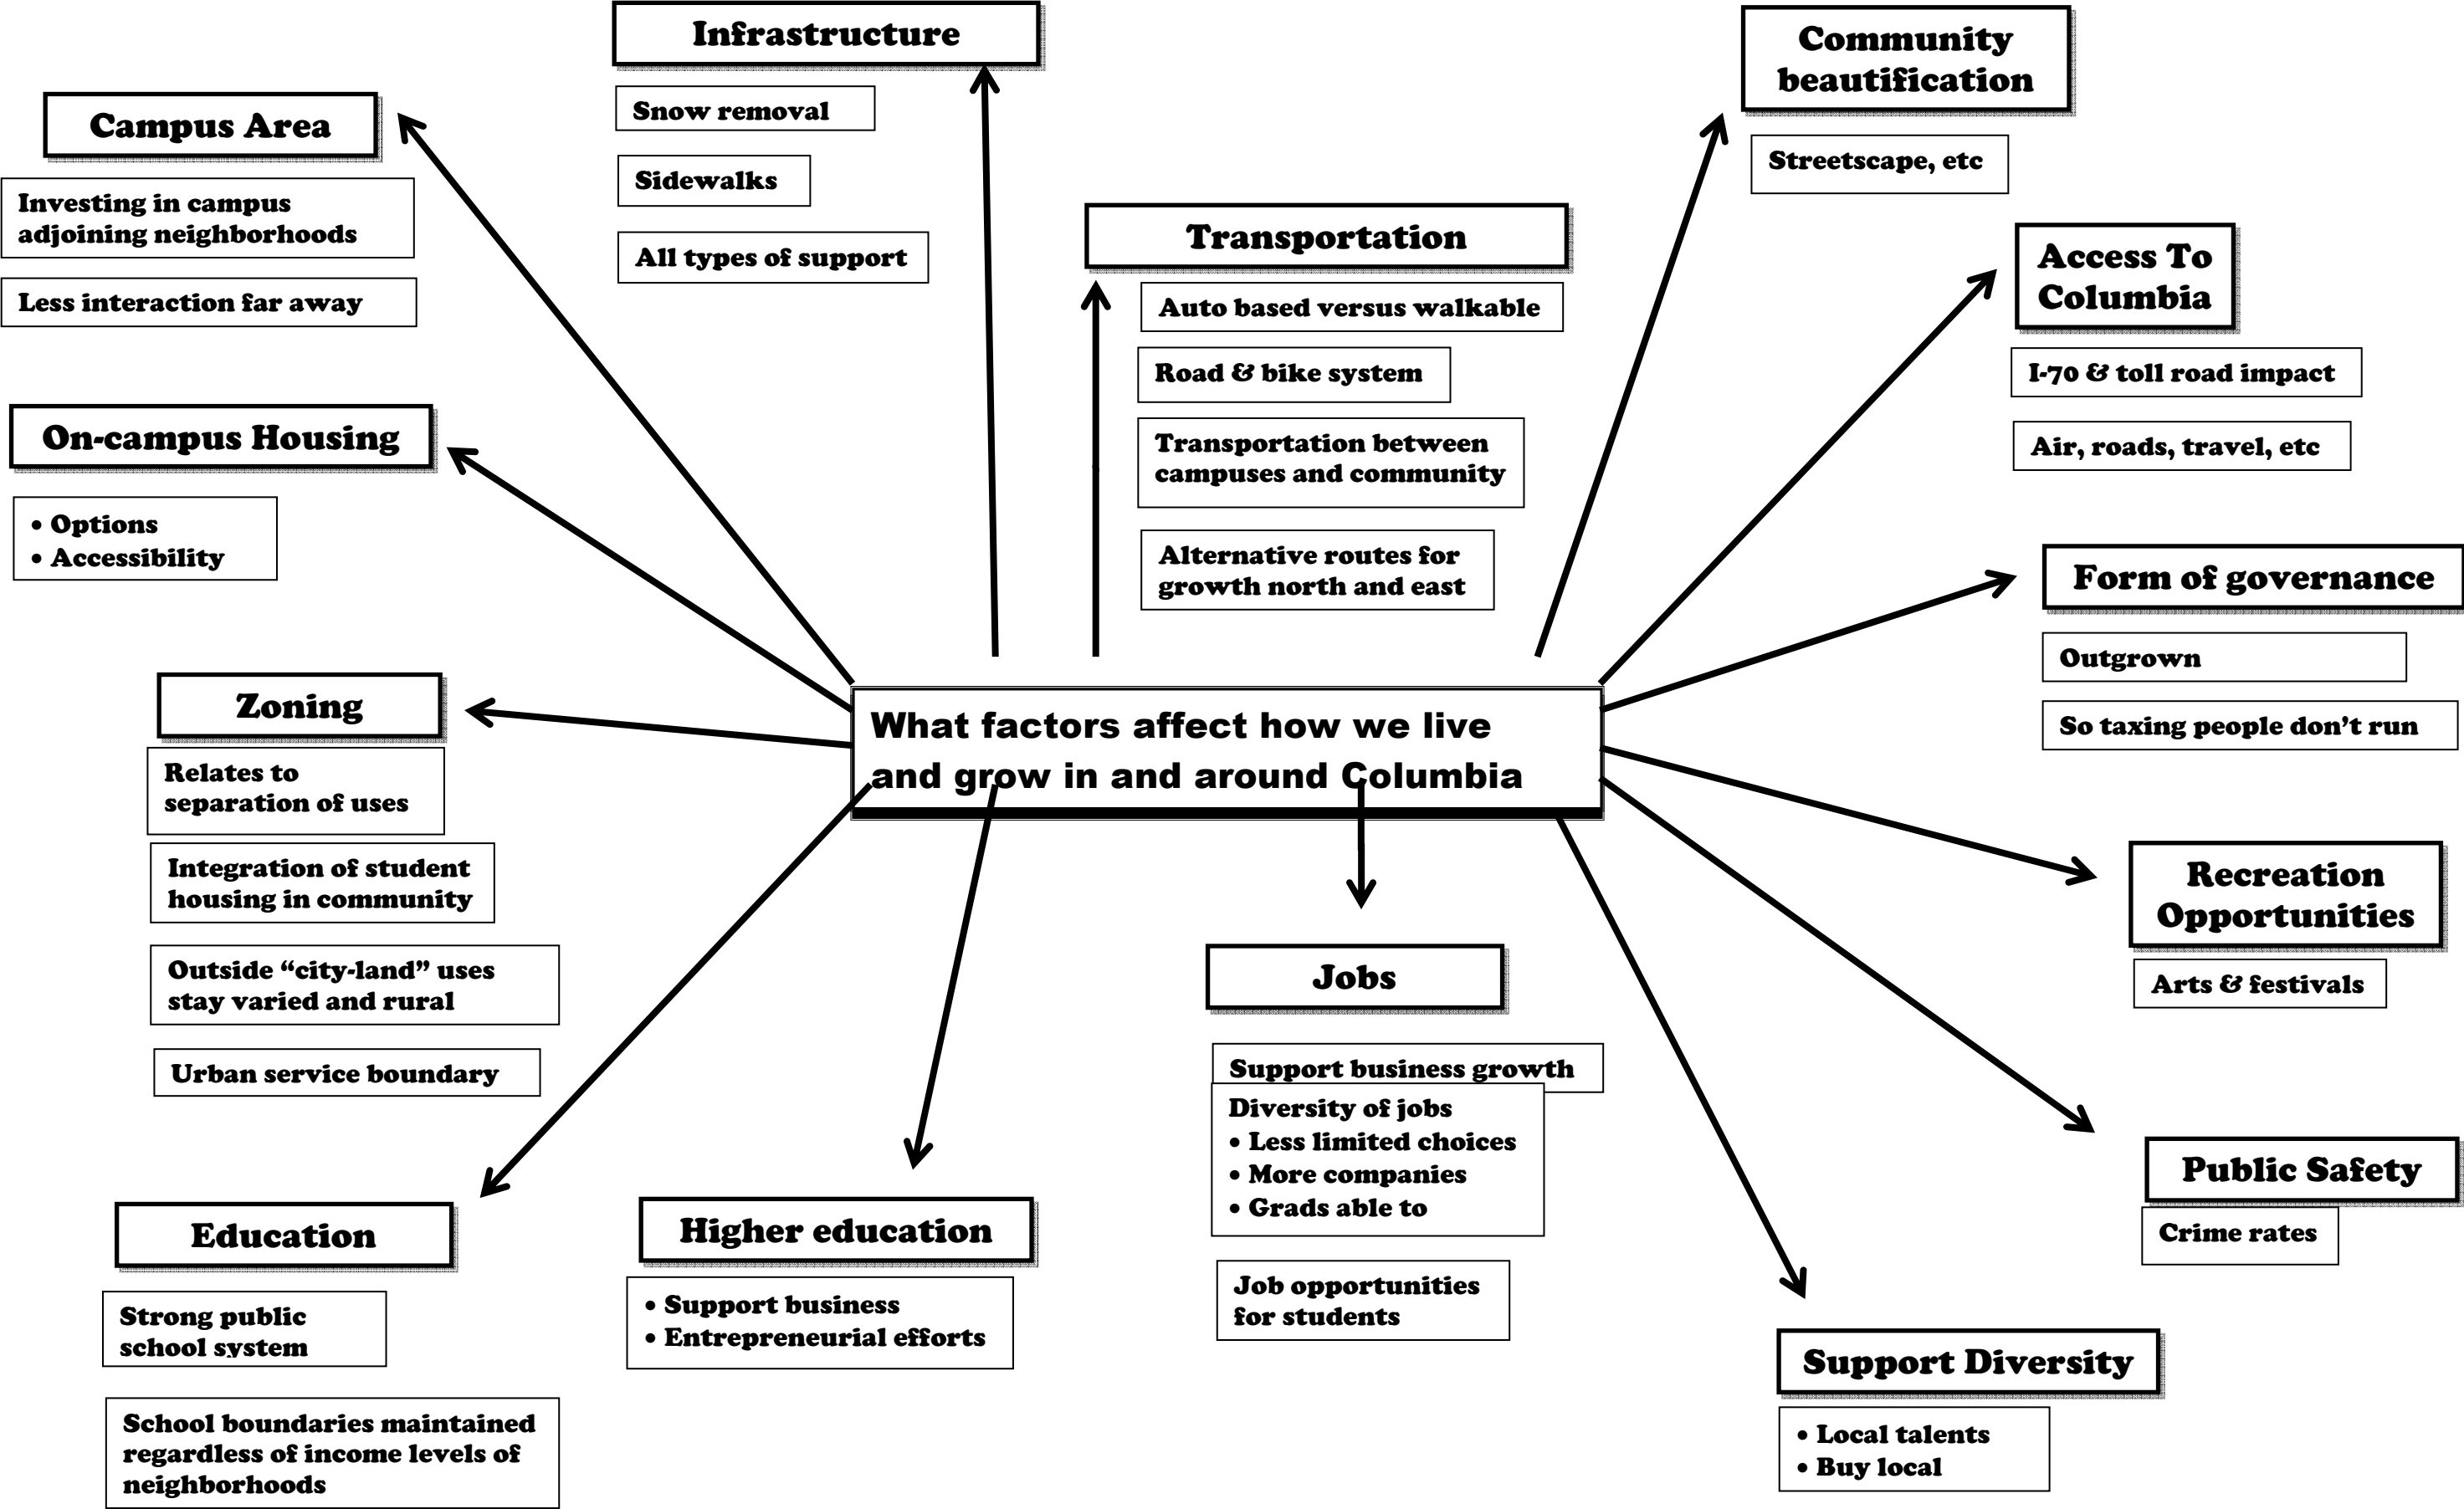 Infrastructure
Snow removal
Sidewalks
All types of support
Community
beautification
Streetscape, etc
Campus Area
Investing in campus
adjoining neighborhoods
Less interaction far away
Transportation
Auto based versus walkable
Road & bike system
Transportation between
campuses and community
Alternative routes for
growth north and east
Access To
Columbia
I-70 & toll road impact
Air, roads, travel, etc
On-campus Housing
• Options
• Accessibility
Form of governance
Outgrown
So taxing people don’t run
What factors affect how we live
and grow in and around Columbia
Zoning
Relates to
separation of uses
Integration of student
housing in community
Outside “city-land” uses
stay varied and rural
Urban service boundary
Recreation
Opportunities
Arts & festivals
Jobs
Support business growth
Diversity of jobs
• Less limited choices
• More companies
• Grads able to
Job opportunities
for students
Public Safety
Crime rates
Education
Strong public
school system
School boundaries maintained
regardless of income levels of
neighborhoods
Higher education
• Support business
• Entrepreneurial efforts
Support Diversity
• Local talents
• Buy local